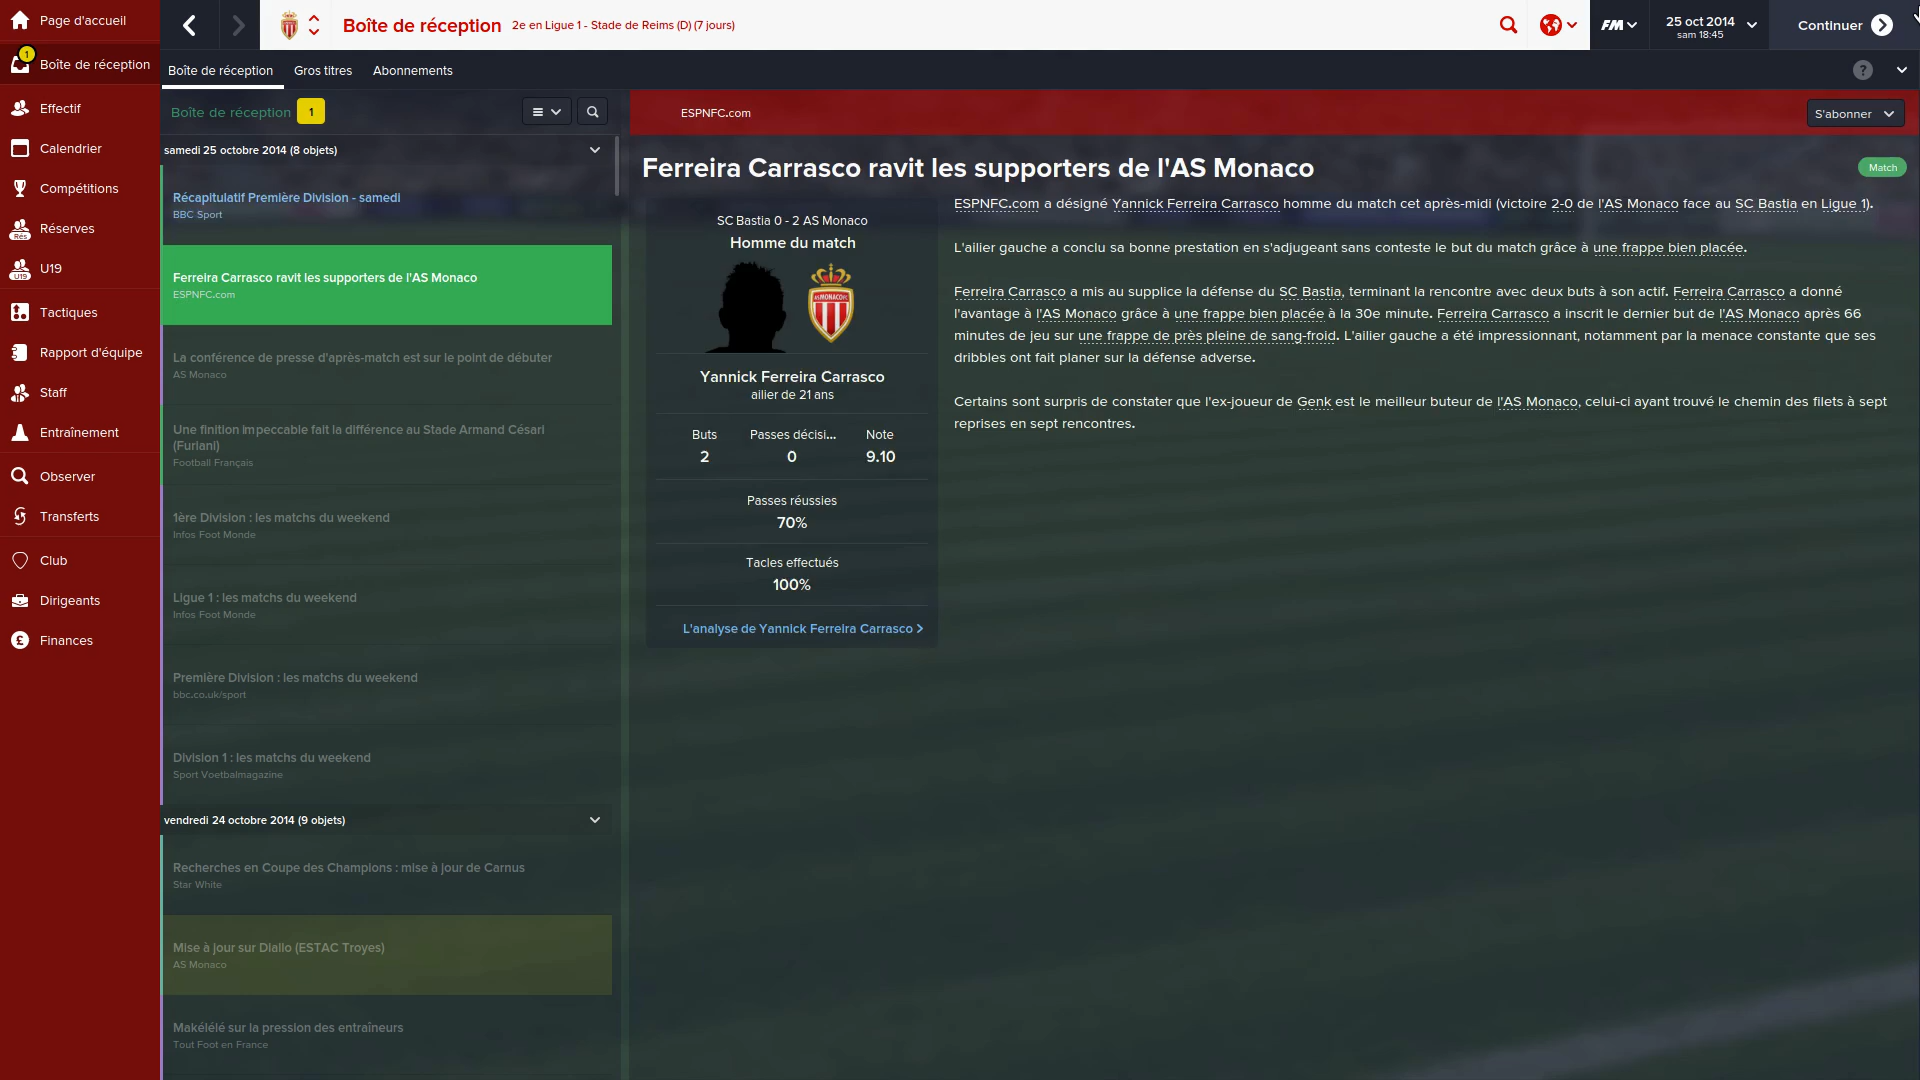 Page d'accueil
1
Boîte de réception
Effectif
Calendrier
Compétitions
Rés
Réserves
U19
U19
Tactiques
Rapport d'équipe
Staff
Entraînement
Observer
Transferts
Club
Dirigeants
£
Finances
Boîte de réception
2e en Ligue 1 - Stade de Reims (D) (7 jours)
FM
25 oct 2014
sam 18:45
Continuer
Boîte de réception
Gros titres
Abonnements
?
Boîte de réception
1
samedi 25 octobre 2014 (8 objets)
Récapitulatif Première Division - samedi
BBC Sport
Ferreira Carrasco ravit les supporters de l'AS Monaco
ESPNFC.com
La conférence de presse d'après-match est sur le point de débuter
AS Monaco
Une finition impeccable fait la différence au Stade Armand Césari
(Furiani)
Football Français
1ère Division : les matchs du weekend
Infos Foot Monde
Ligue 1 : les matchs du weekend
Infos Foot Monde
Première Division : les matchs du weekend
bbc.co.uk/sport
Division 1 : les matchs du weekend
Sport Voetbalmagazine
vendredi 24 octobre 2014 (9 objets)
Recherches en Coupe des Champions : mise à jour de Carnus
Star White
Mise à jour sur Diallo (ESTAC Troyes)
AS Monaco
Makélélé sur la pression des entraîneurs
Tout Foot en France
ESPNFC.com
S'abonner
Ferreira Carrasco ravit les supporters de l'AS Monaco
Match
SC Bastia 0 - 2 AS Monaco
Homme du match
AS MONACO FC
Yannick Ferreira Carrasco
ailier de 21 ans
Buts Passes décisi... Note
2 0 9.10
Passes réussies
70%
Tacles effectués
100%
L'analyse de Yannick Ferreira Carrasco
ESPNFC.com a désigné Yannick Ferreira Carrasco homme du match cet après-midi (victoire 2-0 de l'AS Monaco face au SC Bastia en Ligue 1).
L'ailier gauche a conclu sa bonne prestation en s'adjugeant sans conteste le but du match grâce à une frappe bien placée.
Ferreira Carrasco a mis au supplice la défense du SC Bastia, terminant la rencontre avec deux buts à son actif. Ferreira Carrasco a donné
l'avantage à l'AS Monaco grâce à une frappe bien placée à la 30e minute. Ferreira Carrasco a inscrit le dernier but de l'AS Monaco après 66
minutes de jeu sur une frappe de près pleine de sang-froid. L'ailier gauche a été impressionnant, notamment par la menace constante que ses
dribbles ont fait planer sur la défense adverse.
Certains sont surpris de constater que l'ex-joueur de Genk est le meilleur buteur de l'AS Monaco, celui-ci ayant trouvé le chemin des filets à sept
reprises en sept rencontres.